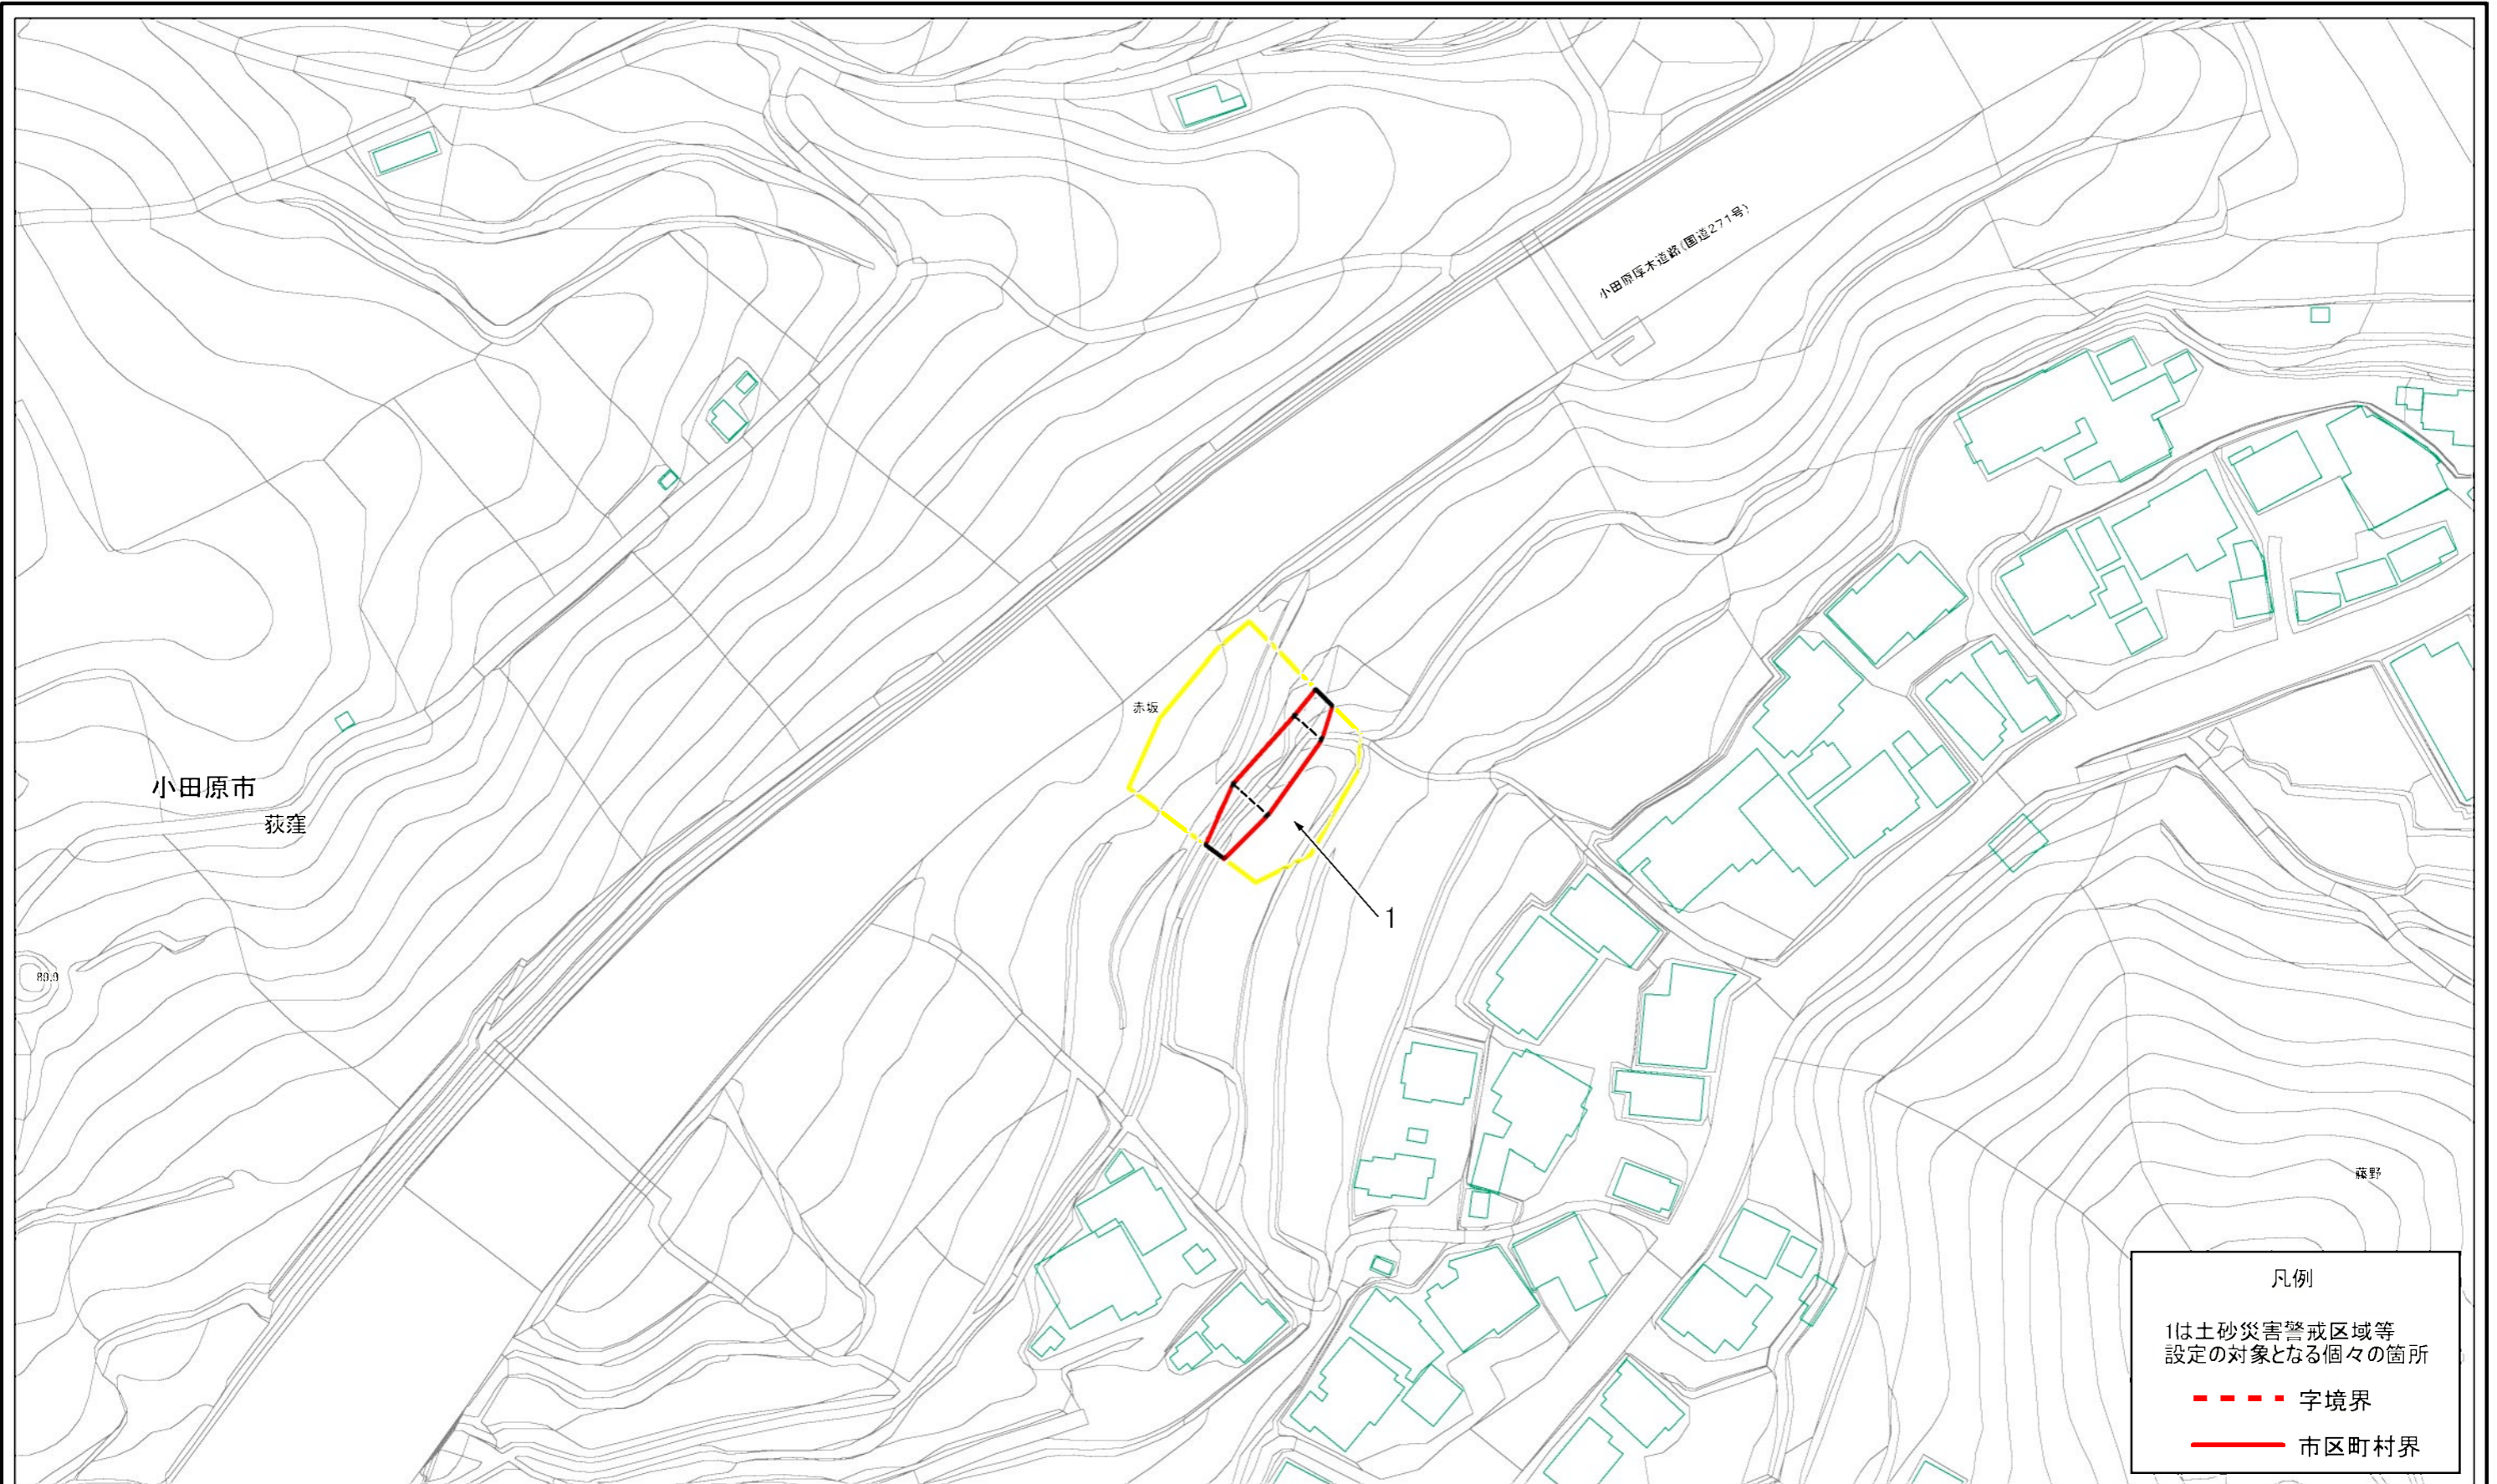 小田原厚木道路(国道271号)
赤坂
小田原市
荻窪
1
80.0
藤野
凡例
1は土砂災害警戒区域等
設定の対象となる個々の箇所
字境界
市区町村界